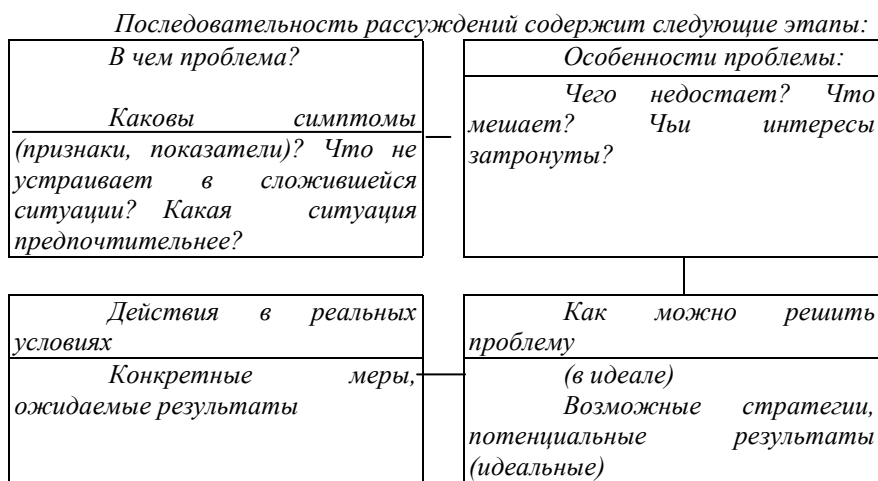 Последовательность рассуждений содержит следующие этапы:
В чем проблема?
Каковы симптомы
(признаки, показатели)? Что не
устраивает в сложившейся
ситуации? Какая ситуация
предпочтительнее?
Особенности проблемы:
Чего недостает? Что
мешает? Чьи интересы
затронуты?
Действия в реальных
условиях
Конкретные меры,
ожидаемые результаты
Как можно решить
проблему
(в идеале)
Возможные стратегии,
потенциальные результаты
(идеальные)